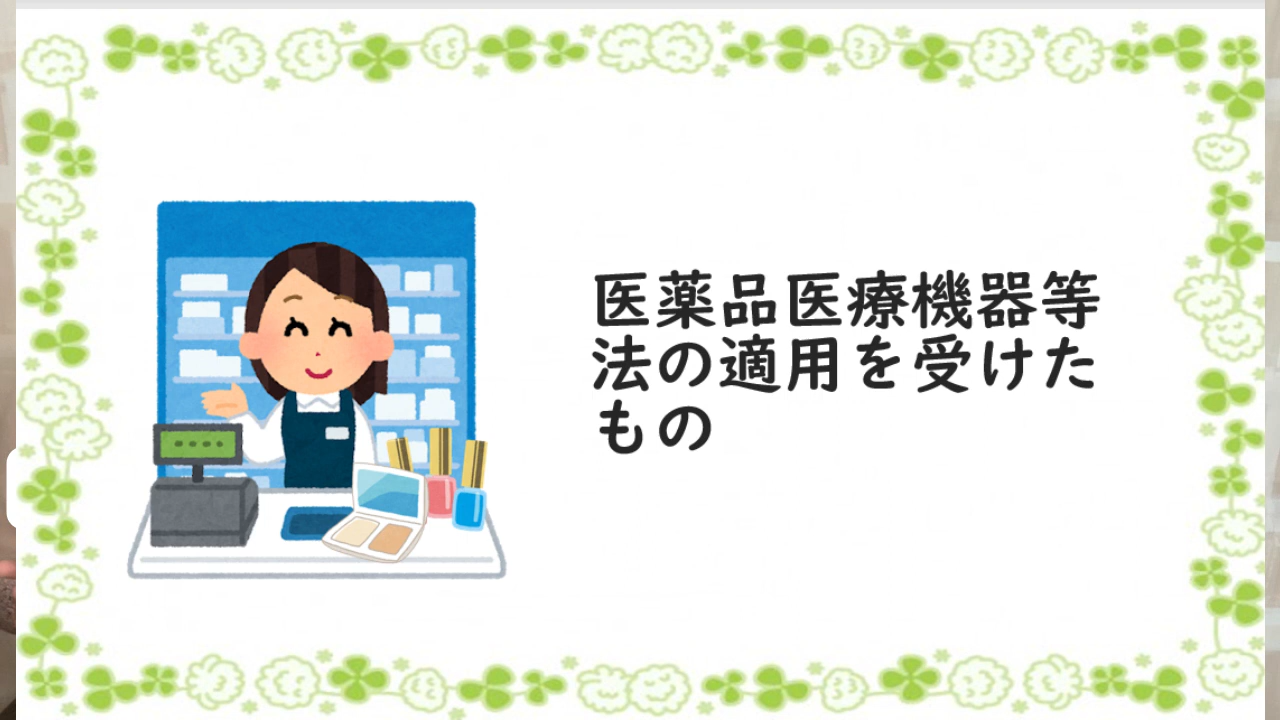 医薬品医療機器等
法の適用を受けた
もの